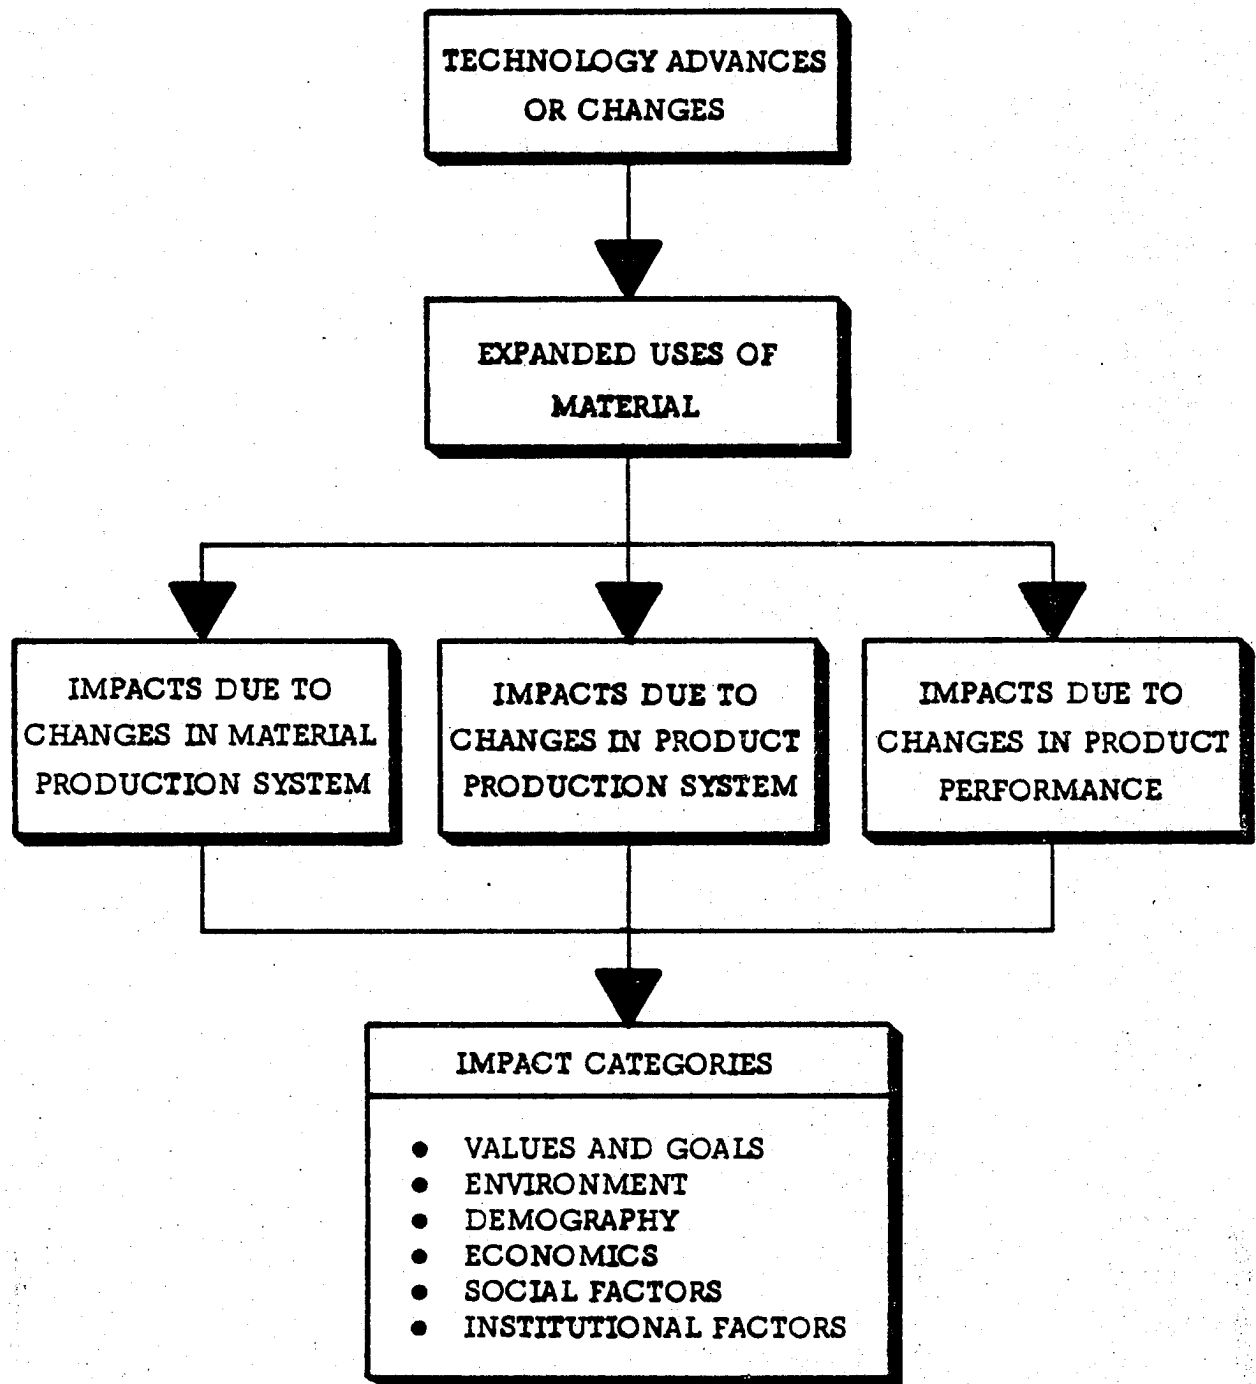 TECHNOLOGY ADVANCES
OR CHANGES
EXPANDED USES OF
MATERIAL
IMPACTS DUE TO
CHANGES IN MATERIAL
PRODUCTION SYSTEM
IMPACTS DUE TO
CHANGES IN PRODUCT
PRODUCTION SYSTEM
IMPACTS DUE TO
CHANGES IN PRODUCT
PERFORMANCE
IMPACT CATEGORIES
● VALUES AND GOALS
● ENVIRONMENT
● DEMOGRAPHY
● ECONOMICS
● SOCIAL FACTORS
● INSTITUTIONAL FACTORS